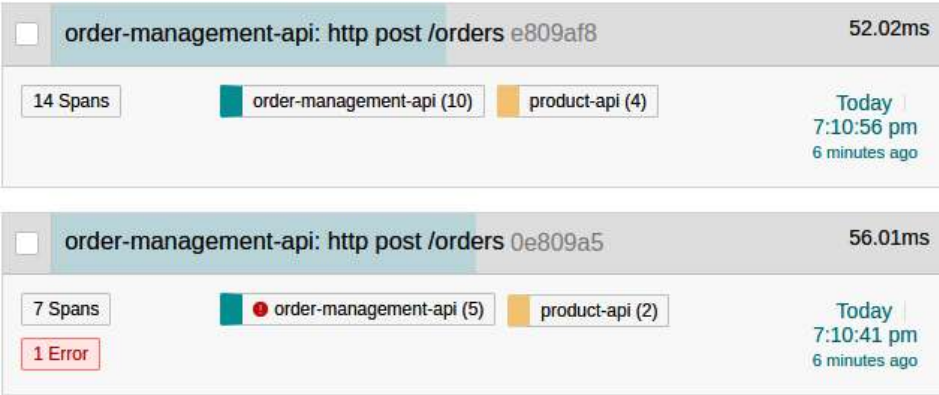 order-management-api: http post /orders e809af8 52.02ms
14 Spans order-management-api (10) product-api (4) Today
7:10:56 pm
6 minutes ago
order-management-api: http post /orders 0e809a5 56.01ms
7 Spans order-management-api (5) product-api (2) Today
7:10:41 pm
1 Error 6 minutes ago